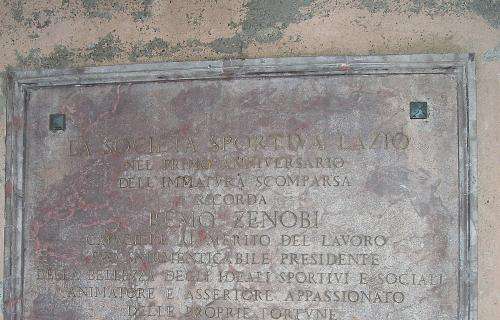 LA SOCIETÀ SPORTIVA LAZIO
NEL PRIMO ANNIVERSARIO
DELL'IMMATURA SCOMPARSA
RICORDA
REMO ZENOBI
CAVALIERE AL MERITO DEL LAVORO
INDIMENTICABILE PRESIDENTE
DELLA BELLEZZA DEGLI IDEALI SPORTIVI E SOCIALI
ANIMATORE E ASSERTORE APPASSIONATO
DELLE PROPRIE FORTUNE